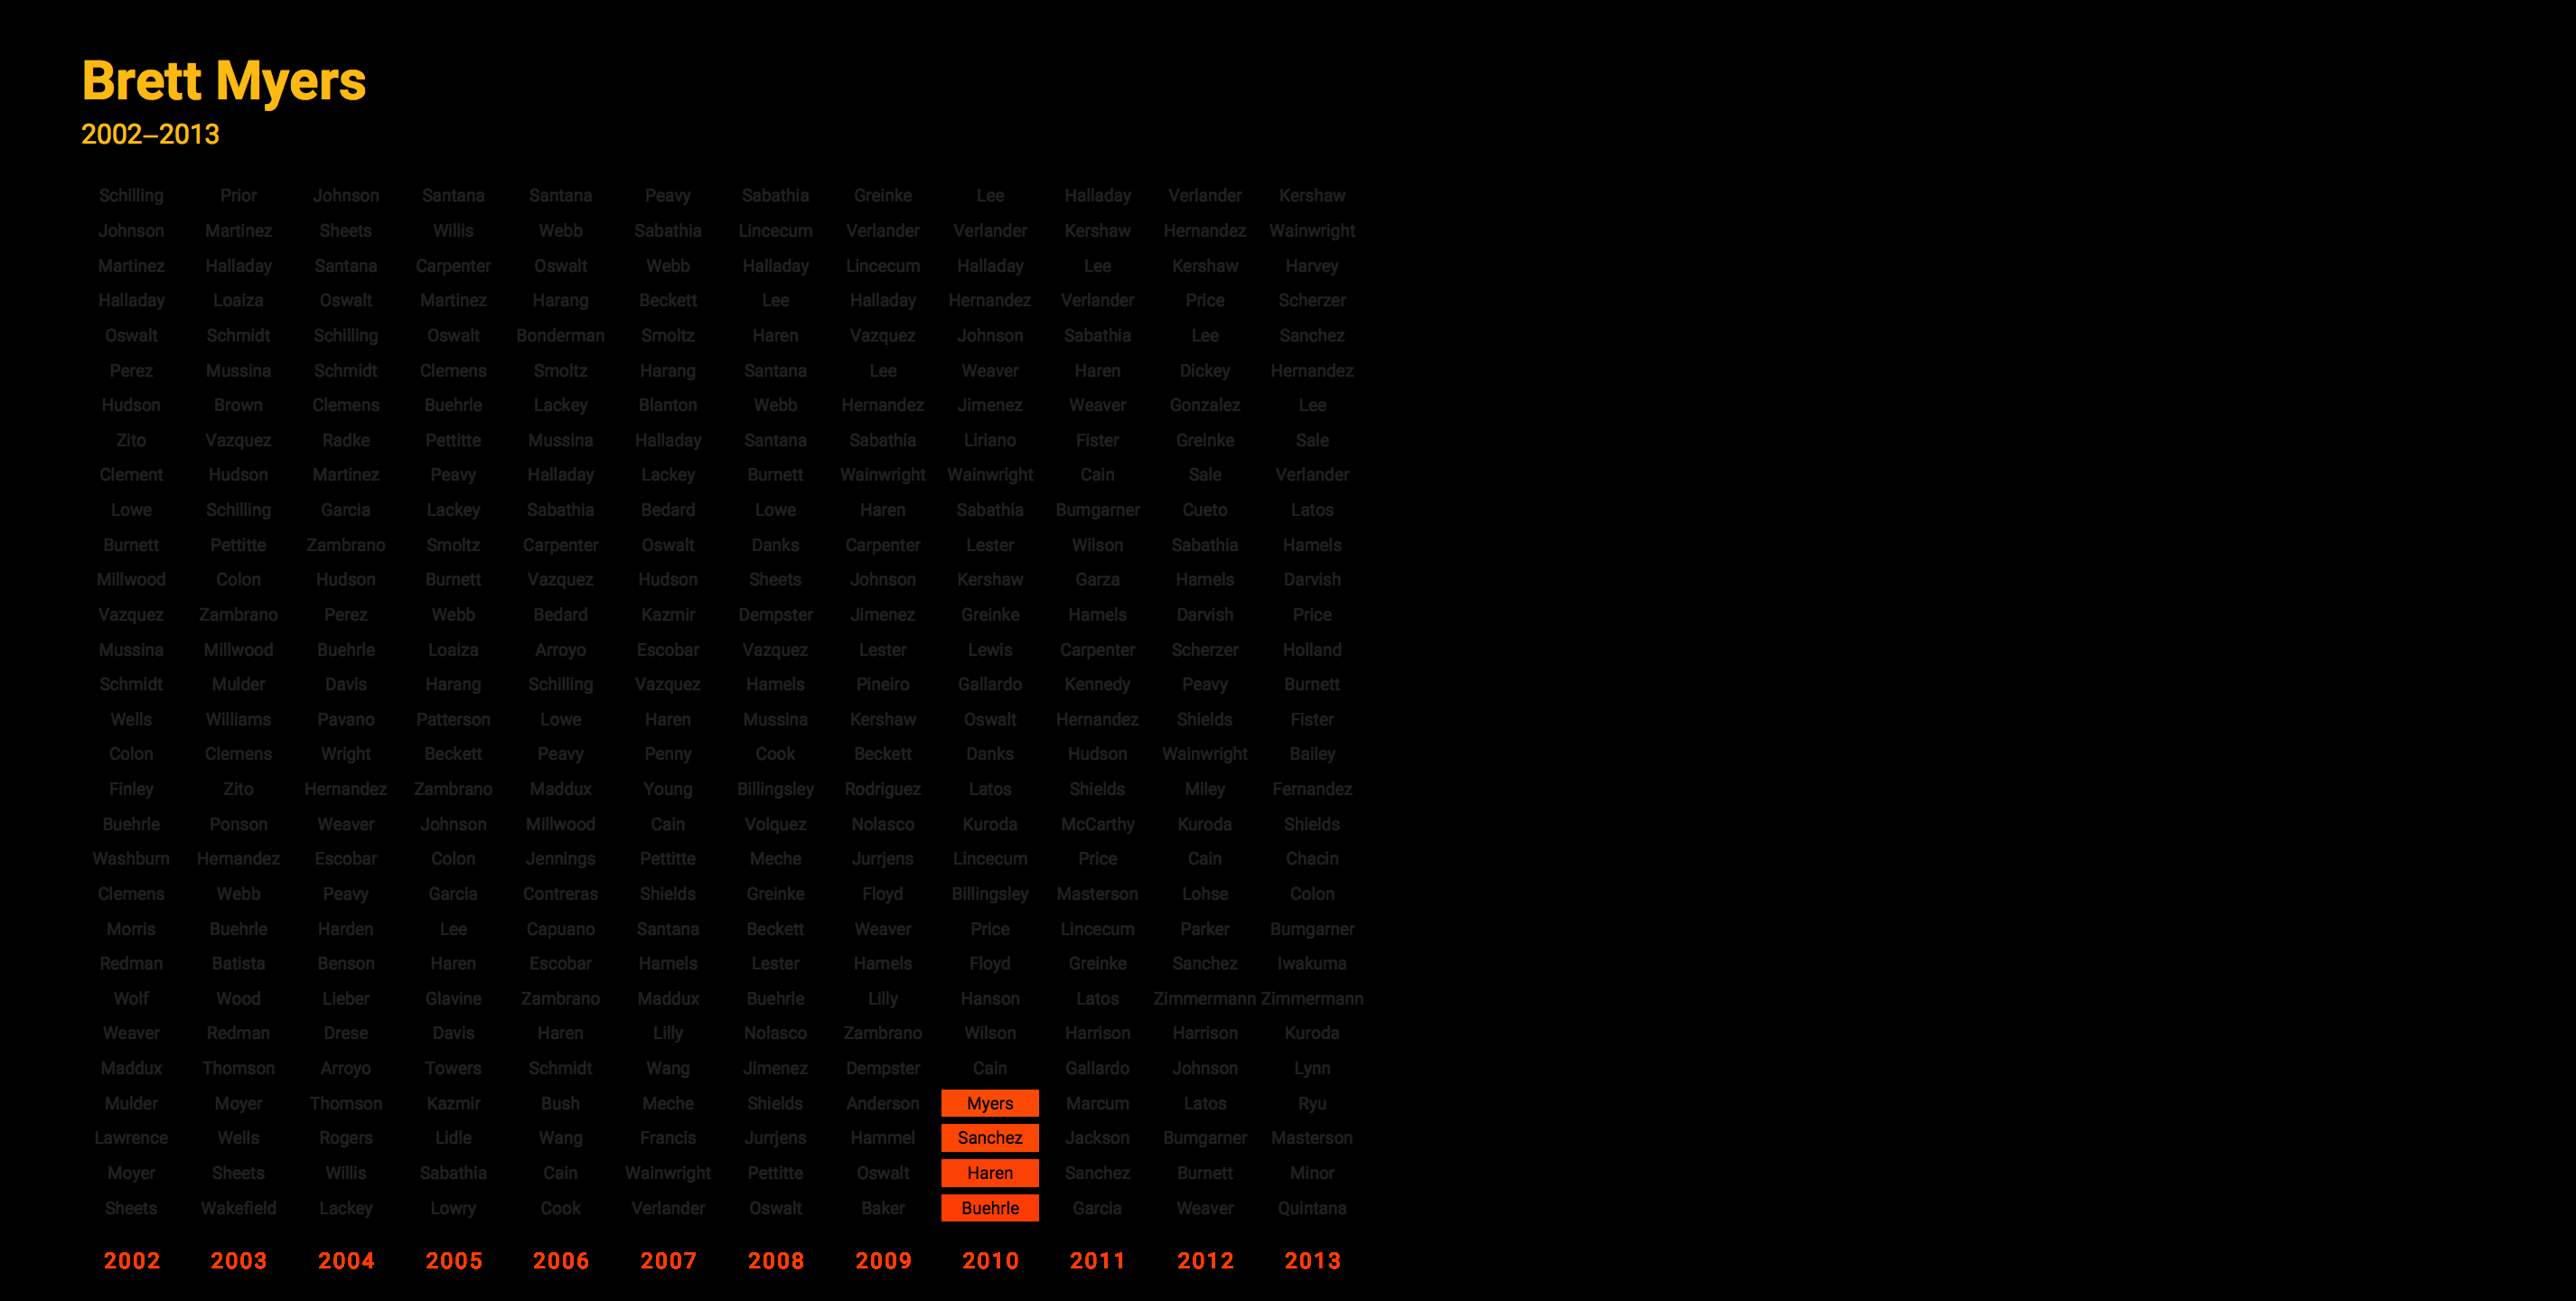 Brett Myers
2002–2013
Schilling Prior Johnson Santana Santana Peavy Sabathia Greinke Lee Halladay Verlander Kershaw
Johnson Martinez Sheets Willis Webb Sabathia Lincecum Verlander Verlander Kershaw Hernandez Wainwright
Martinez Halladay Santana Carpenter Oswalt Webb Halladay Lincecum Halladay Lee Kershaw Harvey
Halladay Loaiza Oswalt Martinez Harang Beckett Lee Halladay Hernandez Verlander Price Scherzer
Oswalt Schmidt Schilling Oswalt Bonderman Smoltz Haren Vazquez Johnson Sabathia Lee Sanchez
Perez Mussina Schmidt Clemens Smoltz Harang Santana Lee Weaver Haren Dickey Hernandez
Hudson Brown Clemens Buehrle Lackey Blanton Webb Hernandez Jimenez Weaver Gonzalez Lee
Zito Vazquez Radke Pettitte Mussina Halladay Santana Sabathia Liriano Fister Greinke Sale
Clement Hudson Martinez Peavy Halladay Lackey Burnett Wainwright Wainwright Cain Sale Verlander
Lowe Schilling Garcia Lackey Sabathia Bedard Lowe Haren Sabathia Bumgarner Cueto Latos
Burnett Pettitte Zambrano Smoltz Carpenter Oswalt Danks Carpenter Lester Wilson Sabathia Hamels
Millwood Colon Hudson Burnett Vazquez Hudson Sheets Johnson Kershaw Garza Hamels Darvish
Vazquez Zambrano Perez Webb Bedard Kazmir Dempster Jimenez Greinke Hamels Darvish Price
Mussina Millwood Buehrle Loaiza Arroyo Escobar Vazquez Lester Lewis Carpenter Scherzer Holland
Schmidt Mulder Davis Harang Schilling Vazquez Hamels Pineiro Gallardo Kennedy Peavy Burnett
Wells Williams Pavano Patterson Lowe Haren Mussina Kershaw Oswalt Hernandez Shields Fister
Colon Clemens Wright Beckett Peavy Penny Cook Beckett Danks Hudson Wainwright Bailey
Finley Zito Hernandez Zambrano Maddux Young Billingsley Rodriguez Latos Shields Miley Fernandez
Buehrle Ponson Weaver Johnson Millwood Cain Volquez Nolasco Kuroda McCarthy Kuroda Shields
Washburn Hernandez Escobar Colon Jennings Pettitte Meche Jurrjens Lincecum Price Cain Chacin
Clemens Webb Peavy Garcia Contreras Shields Greinke Floyd Billingsley Masterson Lohse Colon
Morris Buehrle Harden Lee Capuano Santana Beckett Weaver Price Lincecum Parker Bumgarner
Redman Batista Benson Haren Escobar Hamels Lester Hamels Floyd Greinke Sanchez Iwakuma
Wolf Wood Lieber Glavine Zambrano Maddux Buehrle Lilly Hanson Latos Zimmermann Zimmermann
Weaver Redman Drese Davis Haren Lilly Nolasco Zambrano Wilson Harrison Harrison Kuroda
Maddux Thomson Arroyo Towers Schmidt Wang Jimenez Dempster Cain Gallardo Johnson Lynn
Mulder Moyer Thomson Kazmir Bush Meche Shields Anderson Myers Marcum Latos Ryu
Lawrence Wells Rogers Lidle Wang Francis Jurrjens Hammel Sanchez Jackson Bumgarner Masterson
Moyer Sheets Willis Sabathia Cain Wainwright Pettitte Oswalt Haren Sanchez Burnett Minor
Sheets Wakefield Lackey Lowry Cook Verlander Oswalt Baker Buehrle Garcia Weaver Quintana
2002 2003 2004 2005 2006 2007 2008 2009 2010 2011 2012 2013